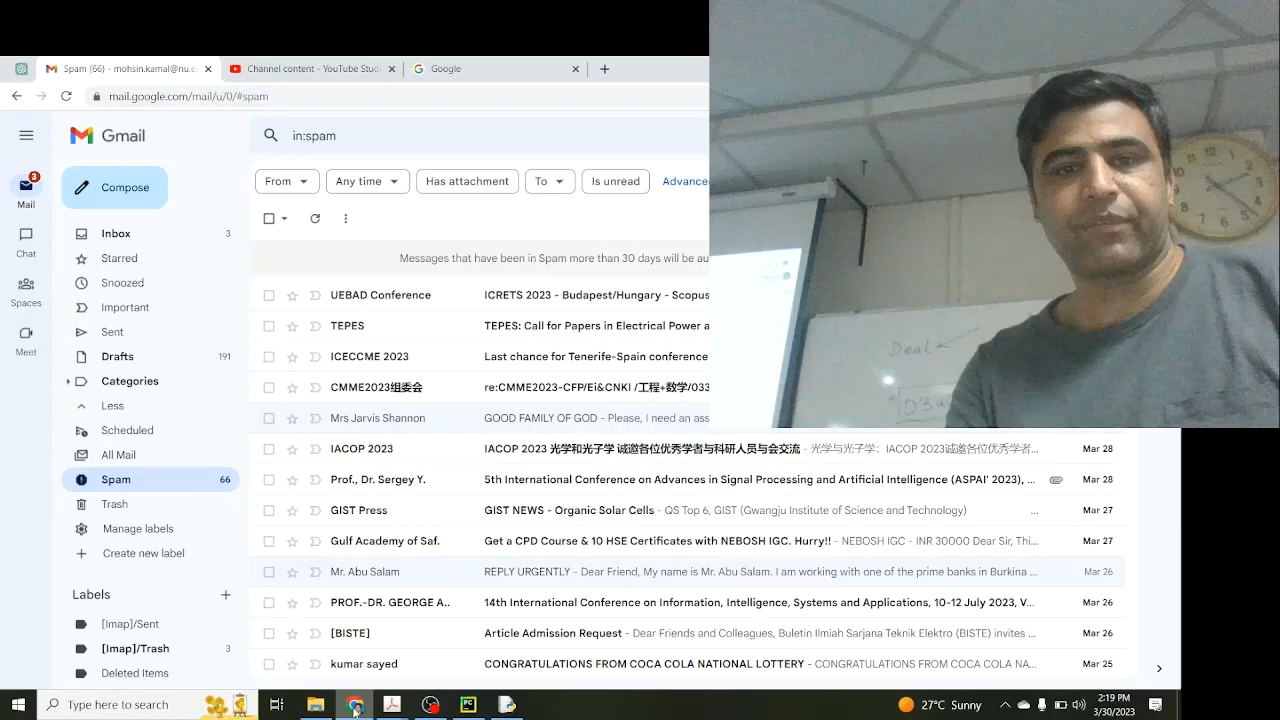 Spam (66) - mohsin.kamal@nu.e
Channel content - YouTube Stud
Google
mail.google.com/mail/u/0/#spam
Gmail
in:spam
3
Mail
Chat
Spaces
Meet
Compose
From
Any time
Has attachment
To
Is unread
Advance
Inbox 3
Starred
Snoozed
Important
Sent
Drafts 191
Categories
Less
Scheduled
All Mail
Spam 66
Trash
Manage labels
Create new label
Labels
[Imap]/Sent
[Imap]/Trash 3
Deleted Items
Messages that have been in Spam more than 30 days will be au
UEBAD Conference ICRETS 2023 - Budapest/Hungary - Scopus
TEPES TEPES: Call for Papers in Electrical Power a
ICECCME 2023 Last chance for Tenerife-Spain conference
CMME2023组委会 re:CMME2023-CFP/Ei&CNKI /工程+数学/033
Mrs Jarvis Shannon GOOD FAMILY OF GOD - Please, I need an ass
IACOP 2023 IACOP 2023 光学和光子学 诚邀各位优秀学者与科研人员与会交流 - 光学与光子学：IACOP 2023诚邀各位优秀学者... Mar 28
Prof., Dr. Sergey Y. 5th International Conference on Advances in Signal Processing and Artificial Intelligence (ASPAI' 2023), ... Mar 28
GIST Press GIST NEWS - Organic Solar Cells - QS Top 6, GIST (Gwangju Institute of Science and Technology) ... Mar 27
Gulf Academy of Saf. Get a CPD Course & 10 HSE Certificates with NEBOSH IGC. Hurry!! - NEBOSH IGC - INR 30000 Dear Sir, Thi... Mar 27
Mr. Abu Salam REPLY URGENTLY - Dear Friend, My name is Mr. Abu Salam. I am working with one of the prime banks in Burkina ... Mar 26
PROF.-DR. GEORGE A.. 14th International Conference on Information, Intelligence, Systems and Applications, 10-12 July 2023, V... Mar 26
[BISTE] Article Admission Request - Dear Friends and Colleagues, Buletin Ilmiah Sarjana Teknik Elektro (BISTE) invites ... Mar 26
kumar sayed CONGRATULATIONS FROM COCA COLA NATIONAL LOTTERY - CONGRATULATIONS FROM COCA COLA NA... Mar 25
Type here to search
PC
27°C Sunny
2:19 PM
3/30/2023